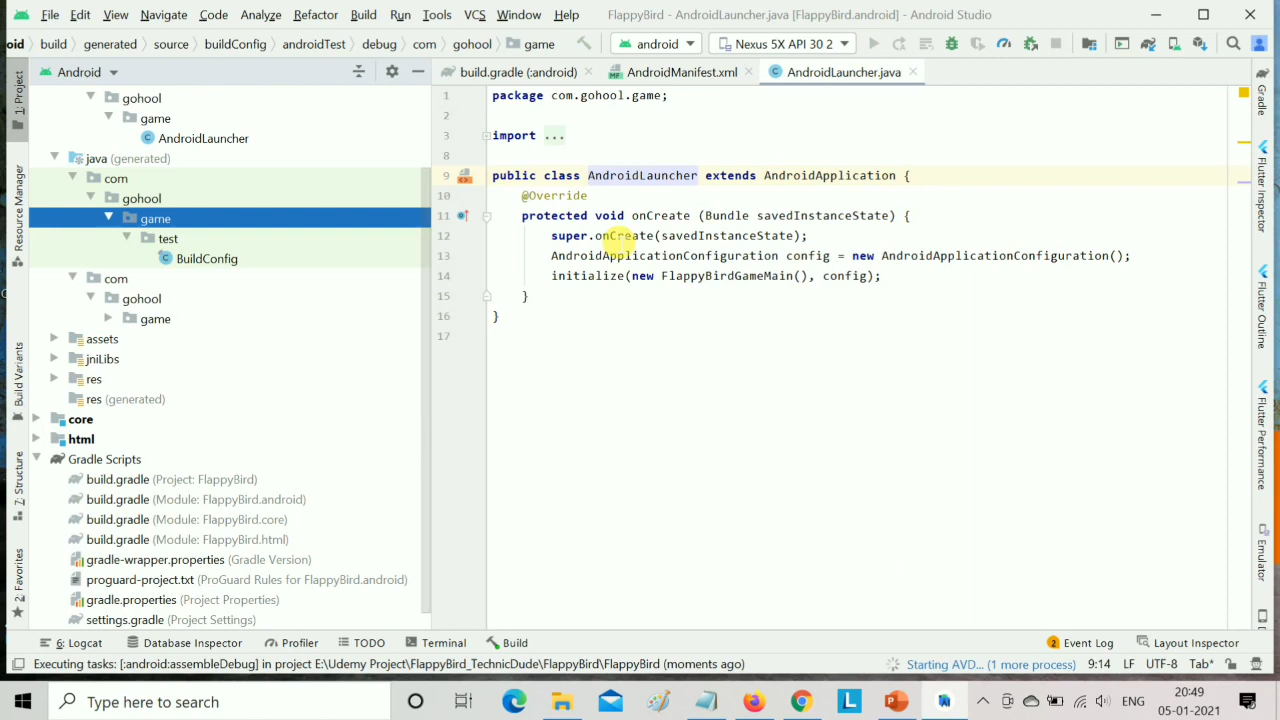 File Edit View Navigate Code Analyze Refactor Build Run Tools VCS Window Help FlappyBird - AndroidLauncher.java [FlappyBird.android] - Android Studio
oid build generated source buildConfig androidTest debug com gohool game android Nexus 5X API 30 2
Android
build.gradle (:android) AndroidManifest.xml AndroidLauncher.java
1: Project
Resource Manager
Build Variants
7: Structure
2: Favorites
gohool
game
AndroidLauncher
java (generated)
com
gohool
game
test
BuildConfig
com
gohool
game
assets
jniLibs
res
res (generated)
core
html
Gradle Scripts
build.gradle (Project: FlappyBird)
build.gradle (Module: FlappyBird.android)
build.gradle (Module: FlappyBird.core)
build.gradle (Module: FlappyBird.html)
gradle-wrapper.properties (Gradle Version)
proguard-project.txt (ProGuard Rules for FlappyBird.android)
gradle.properties (Project Properties)
settings.gradle (Project Settings)
1 package com.gohool.game;
2
3 import ...
8
9 public class AndroidLauncher extends AndroidApplication {
10 @Override
11 protected void onCreate (Bundle savedInstanceState) {
12 super.onCreate(savedInstanceState);
13 AndroidApplicationConfiguration config = new AndroidApplicationConfiguration();
14 initialize(new FlappyBirdGameMain(), config);
15 }
16 }
17
Gradle
Flutter Inspector
Flutter Outline
Flutter Performance
Emulator
6: Logcat Database Inspector Profiler TODO Terminal Build 2 Event Log Layout Inspector
Executing tasks: [:android:assembleDebug] in project E:\Udemy Project\FlappyBird_TechnicDude\FlappyBird\FlappyBird (moments ago) Starting AVD... (1 more process) 9:14 LF UTF-8 Tab*
Type here to search
ENG
20:49
05-01-2021